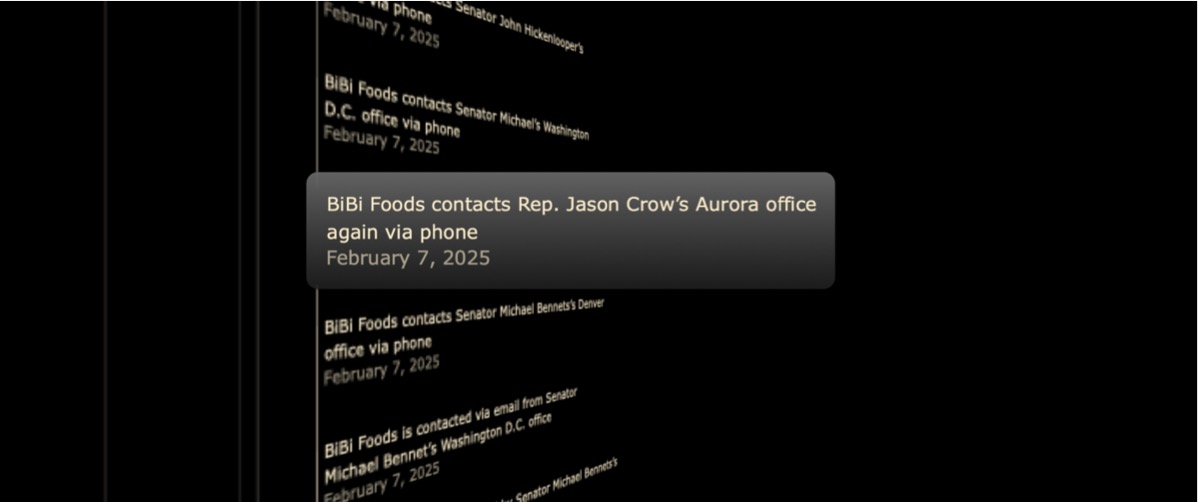 via phone
Senator John Hickenlooper's
February 7, 2025
BiBi Foods contacts Senator Michael's Washington
D.C. office via phone
February 7, 2025
BiBi Foods contacts Rep. Jason Crow’s Aurora office
again via phone
February 7, 2025
BiBi Foods contacts Senator Michael Bennets’s Denver
office via phone
February 7, 2025
BiBi Foods is contacted via email from Senator
Michael Bennet’s Washington D.C. office
February 7, 2025
Senator Michael Bennets’s